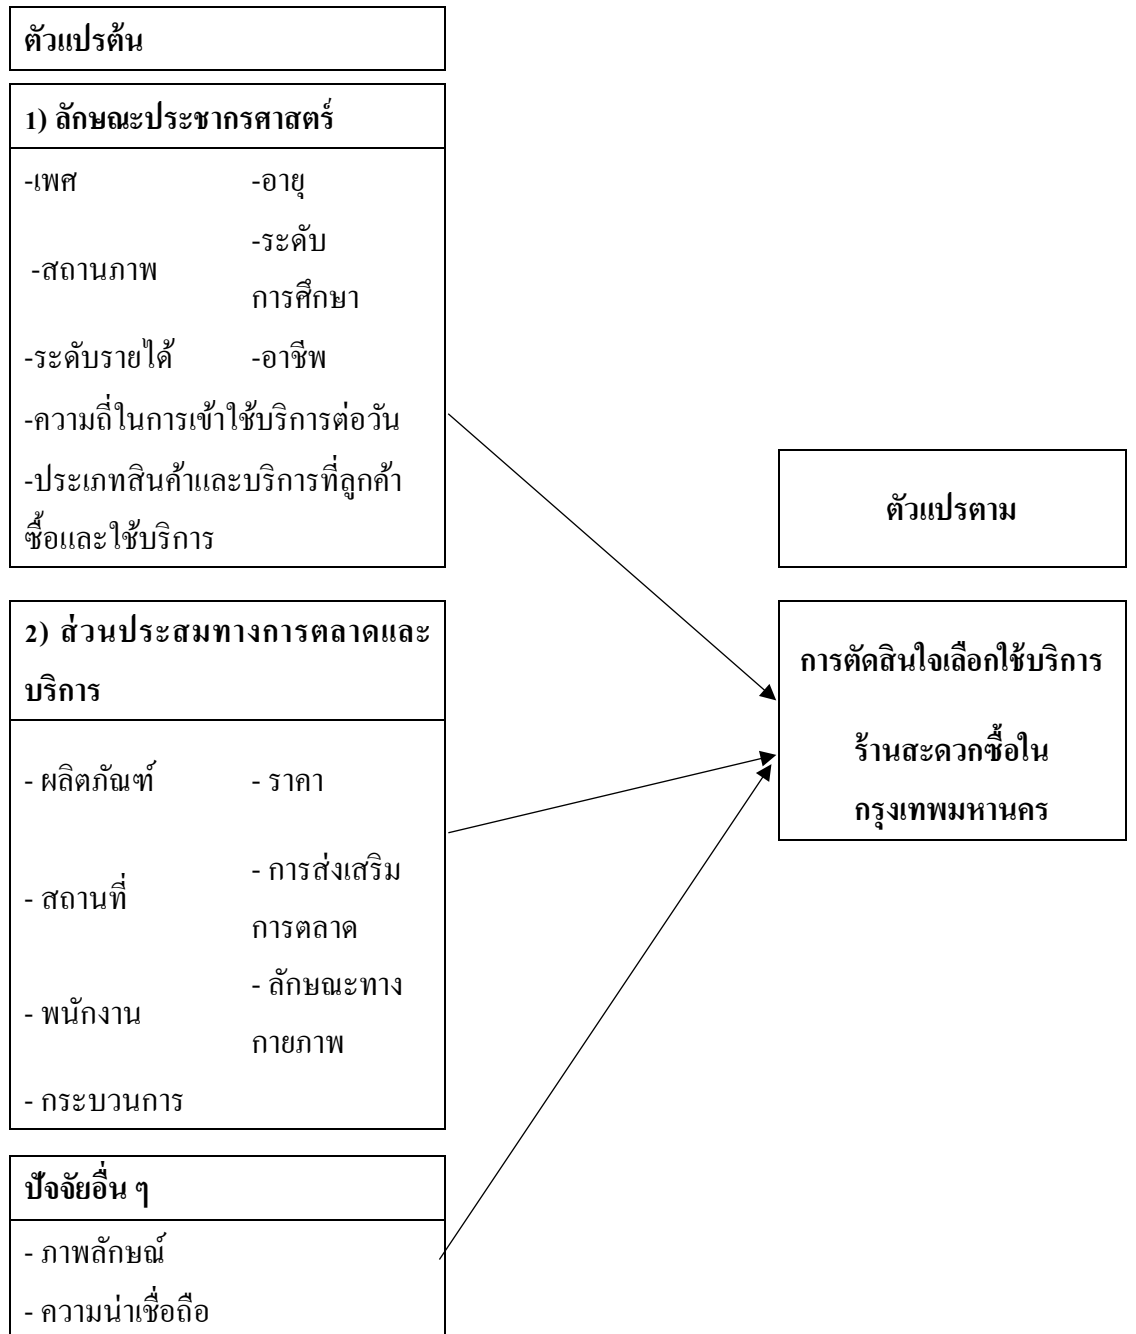 ตัวแปรต้น
1) ลักษณะประชากรศาสตร์
-เพศ -อายุ
-สถานภาพ -ระดับ
การศึกษา
-ระดับรายได้ -อาชีพ
-ความถี่ในการเข้าใช้บริการต่อวัน
-ประเภทสินค้าและบริการที่ลูกค้า
ซื้อและใช้บริการ
2) ส่วนประสมทางการตลาดและ
บริการ
- ผลิตภัณฑ์ - ราคา
- สถานที่ - การส่งเสริม
การตลาด
- พนักงาน - ลักษณะทาง
กายภาพ
- กระบวนการ
ปัจจัยอื่น ๆ
- ภาพลักษณ์
- ความน่าเชื่อถือ
ตัวแปรตาม
การตัดสินใจเลือกใช้บริการ
ร้านสะดวกซื้อใน
กรุงเทพมหานคร